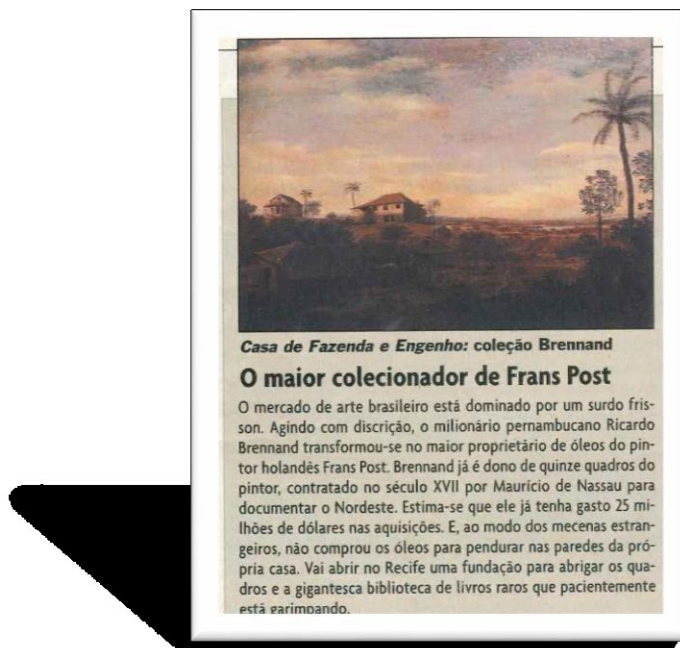 Casa de Fazenda e Engenho: coleção Brennand
O maior colecionador de Frans Post
O mercado de arte brasileiro está dominado por um surdo fris-
son. Agindo com discrição, o milionário pernambucano Ricardo
Brennand transformou-se no maior proprietário de óleos do pin-
tor holandês Frans Post. Brennand já é dono de quinze quadros do
pintor, contratado no século XVII por Maurício de Nassau para
documentar o Nordeste. Estima-se que ele já tenha gasto 25 mi-
lhões de dólares nas aquisições. E, ao modo dos mecenas estran-
geiros, não comprou os óleos para pendurar nas paredes da pró-
pria casa. Vai abrir no Recife uma fundação para abrigar os qua-
dros e a gigantesca biblioteca de livros raros que pacientemente
está garimpando.